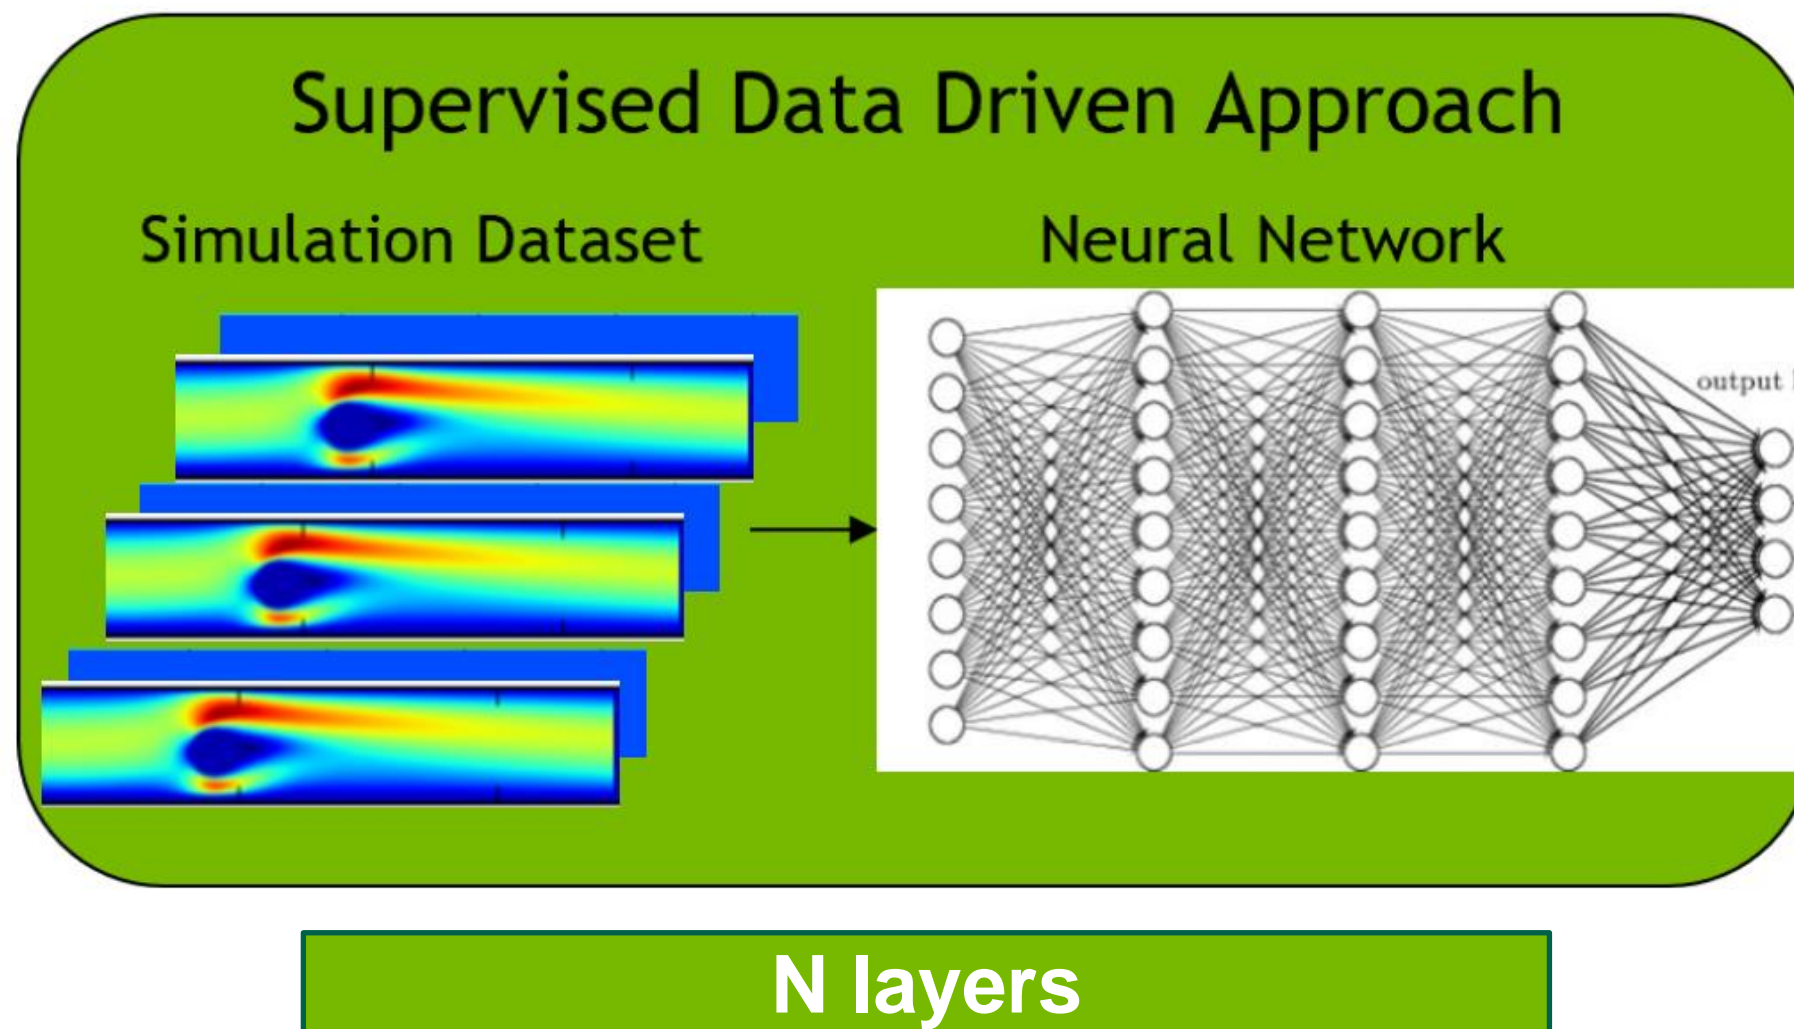 Supervised Data Driven Approach
Simulation Dataset
Neural Network
output
N layers